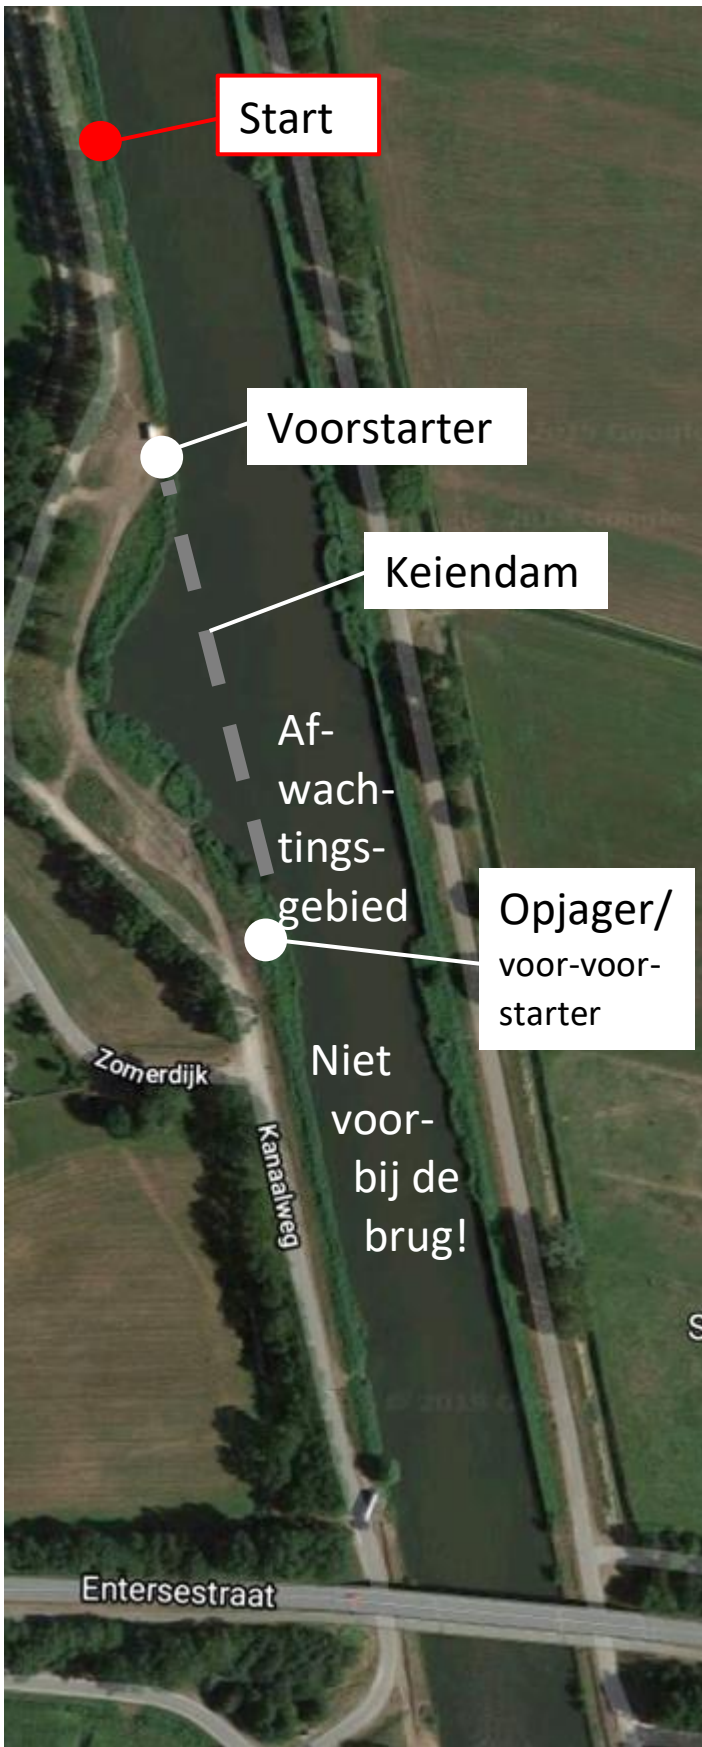 Start
Voorstarter
Keiendam
Af-
wach-
tings-
gebied
Opjager/
voor-voor-
starter
Zomerdijk
Niet
voor-
bij de
brug!
Kanaalweg
S
© 2019 G
Entersestraat